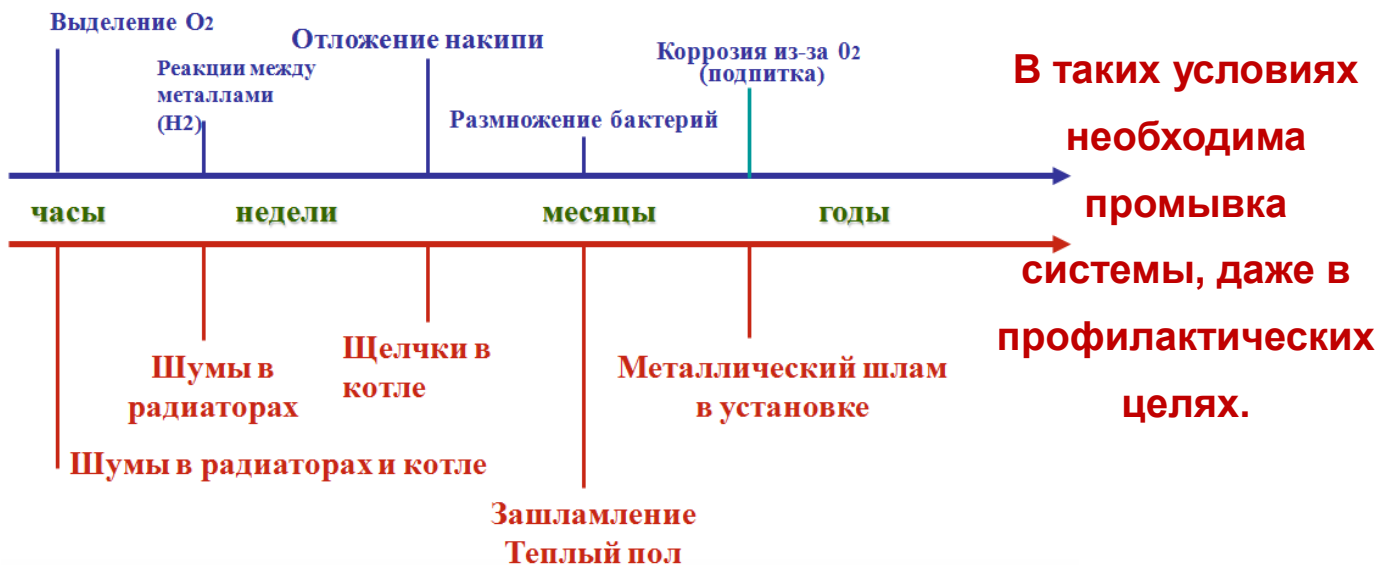 Выделение O2
Реакции между
металлами
(H2)
Отложение накипи
Размножение бактерий
Коррозия из-за 02
(подпитка)
часы
недели
месяцы
годы
Шумы в
радиаторах
Щелчки в
котле
Металлический шлам
в установке
Шумы в радиаторах и котле
Зашламление
Теплый пол
В таких условиях
необходима
промывка
системы, даже в
профилактических
целях.